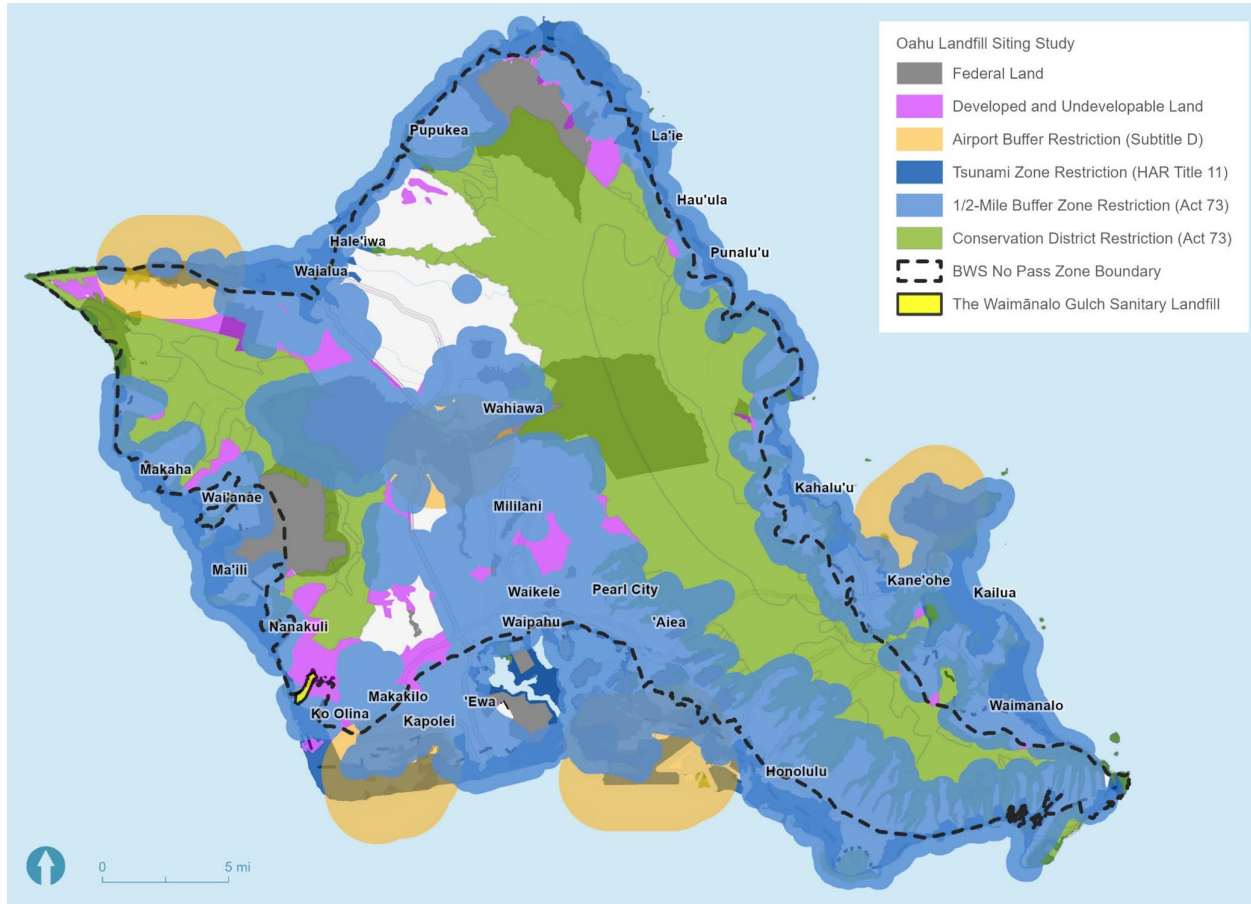 Oahu Landfill Siting Study
Federal Land
Developed and Undevelopable Land
Airport Buffer Restriction (Subtitle D)
Tsunami Zone Restriction (HAR Title 11)
1/2-Mile Buffer Zone Restriction (Act 73)
Conservation District Restriction (Act 73)
BWS No Pass Zone Boundary
The Waimānalo Gulch Sanitary Landfill
Pupukea
La'ie
Hau'ula
Punalu'u
Hale'iwa
Wajalua
Wahiawa
Makaha
Wai'anae
Kahalu'u
Mililani
Ma'ili
Waikele
Pearl City
Kane'ohe
Kailua
Waipahu
'Aiea
Nanakuli
Makakilo
'Ewa
Ko Olina
Kapolei
Waimanalo
Honolulu
0 5 mi